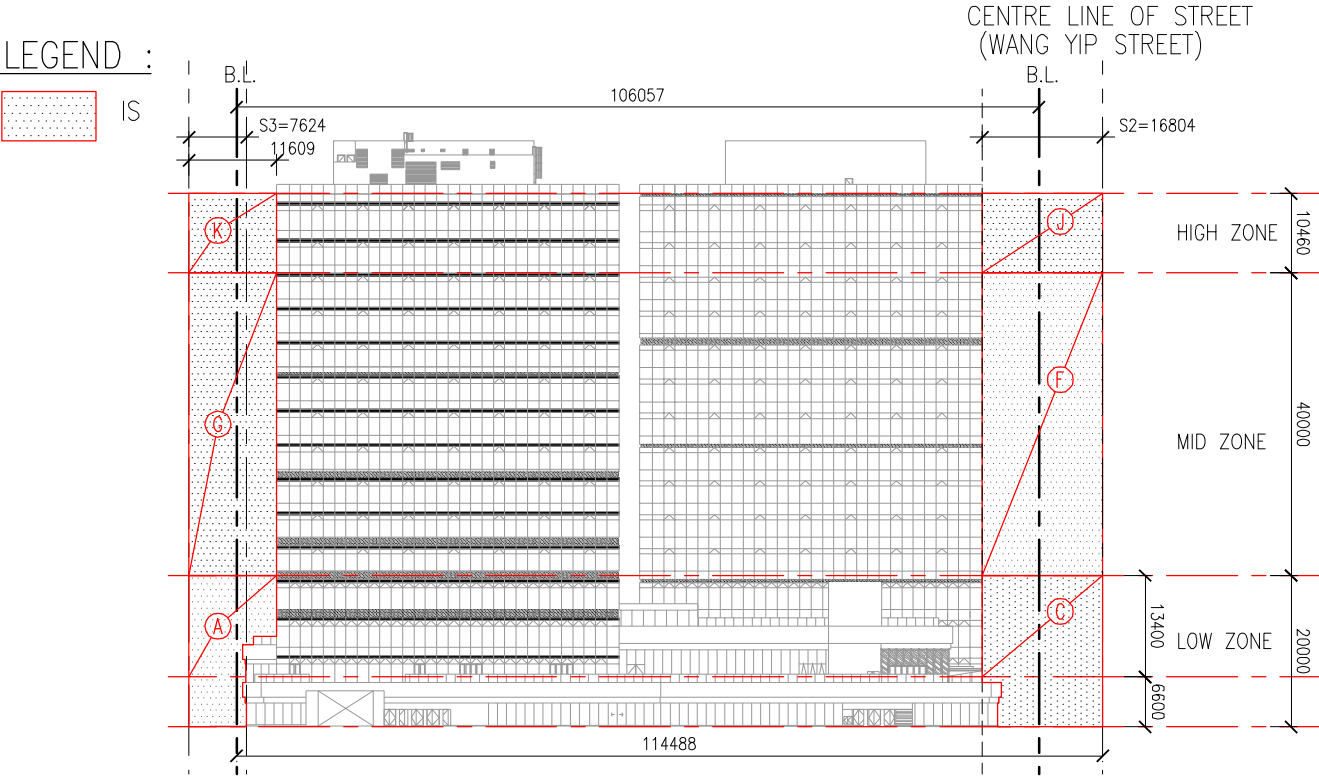 CENTRE LINE OF STREET
(WANG YIP STREET)
LEGEND :
IS
B.L.
B.L.
106057
S3=7624
11609
S2=16804
K
J
HIGH ZONE
10460
G
F
MID ZONE
40000
A
C
LOW ZONE
13400
20000
6600
114488